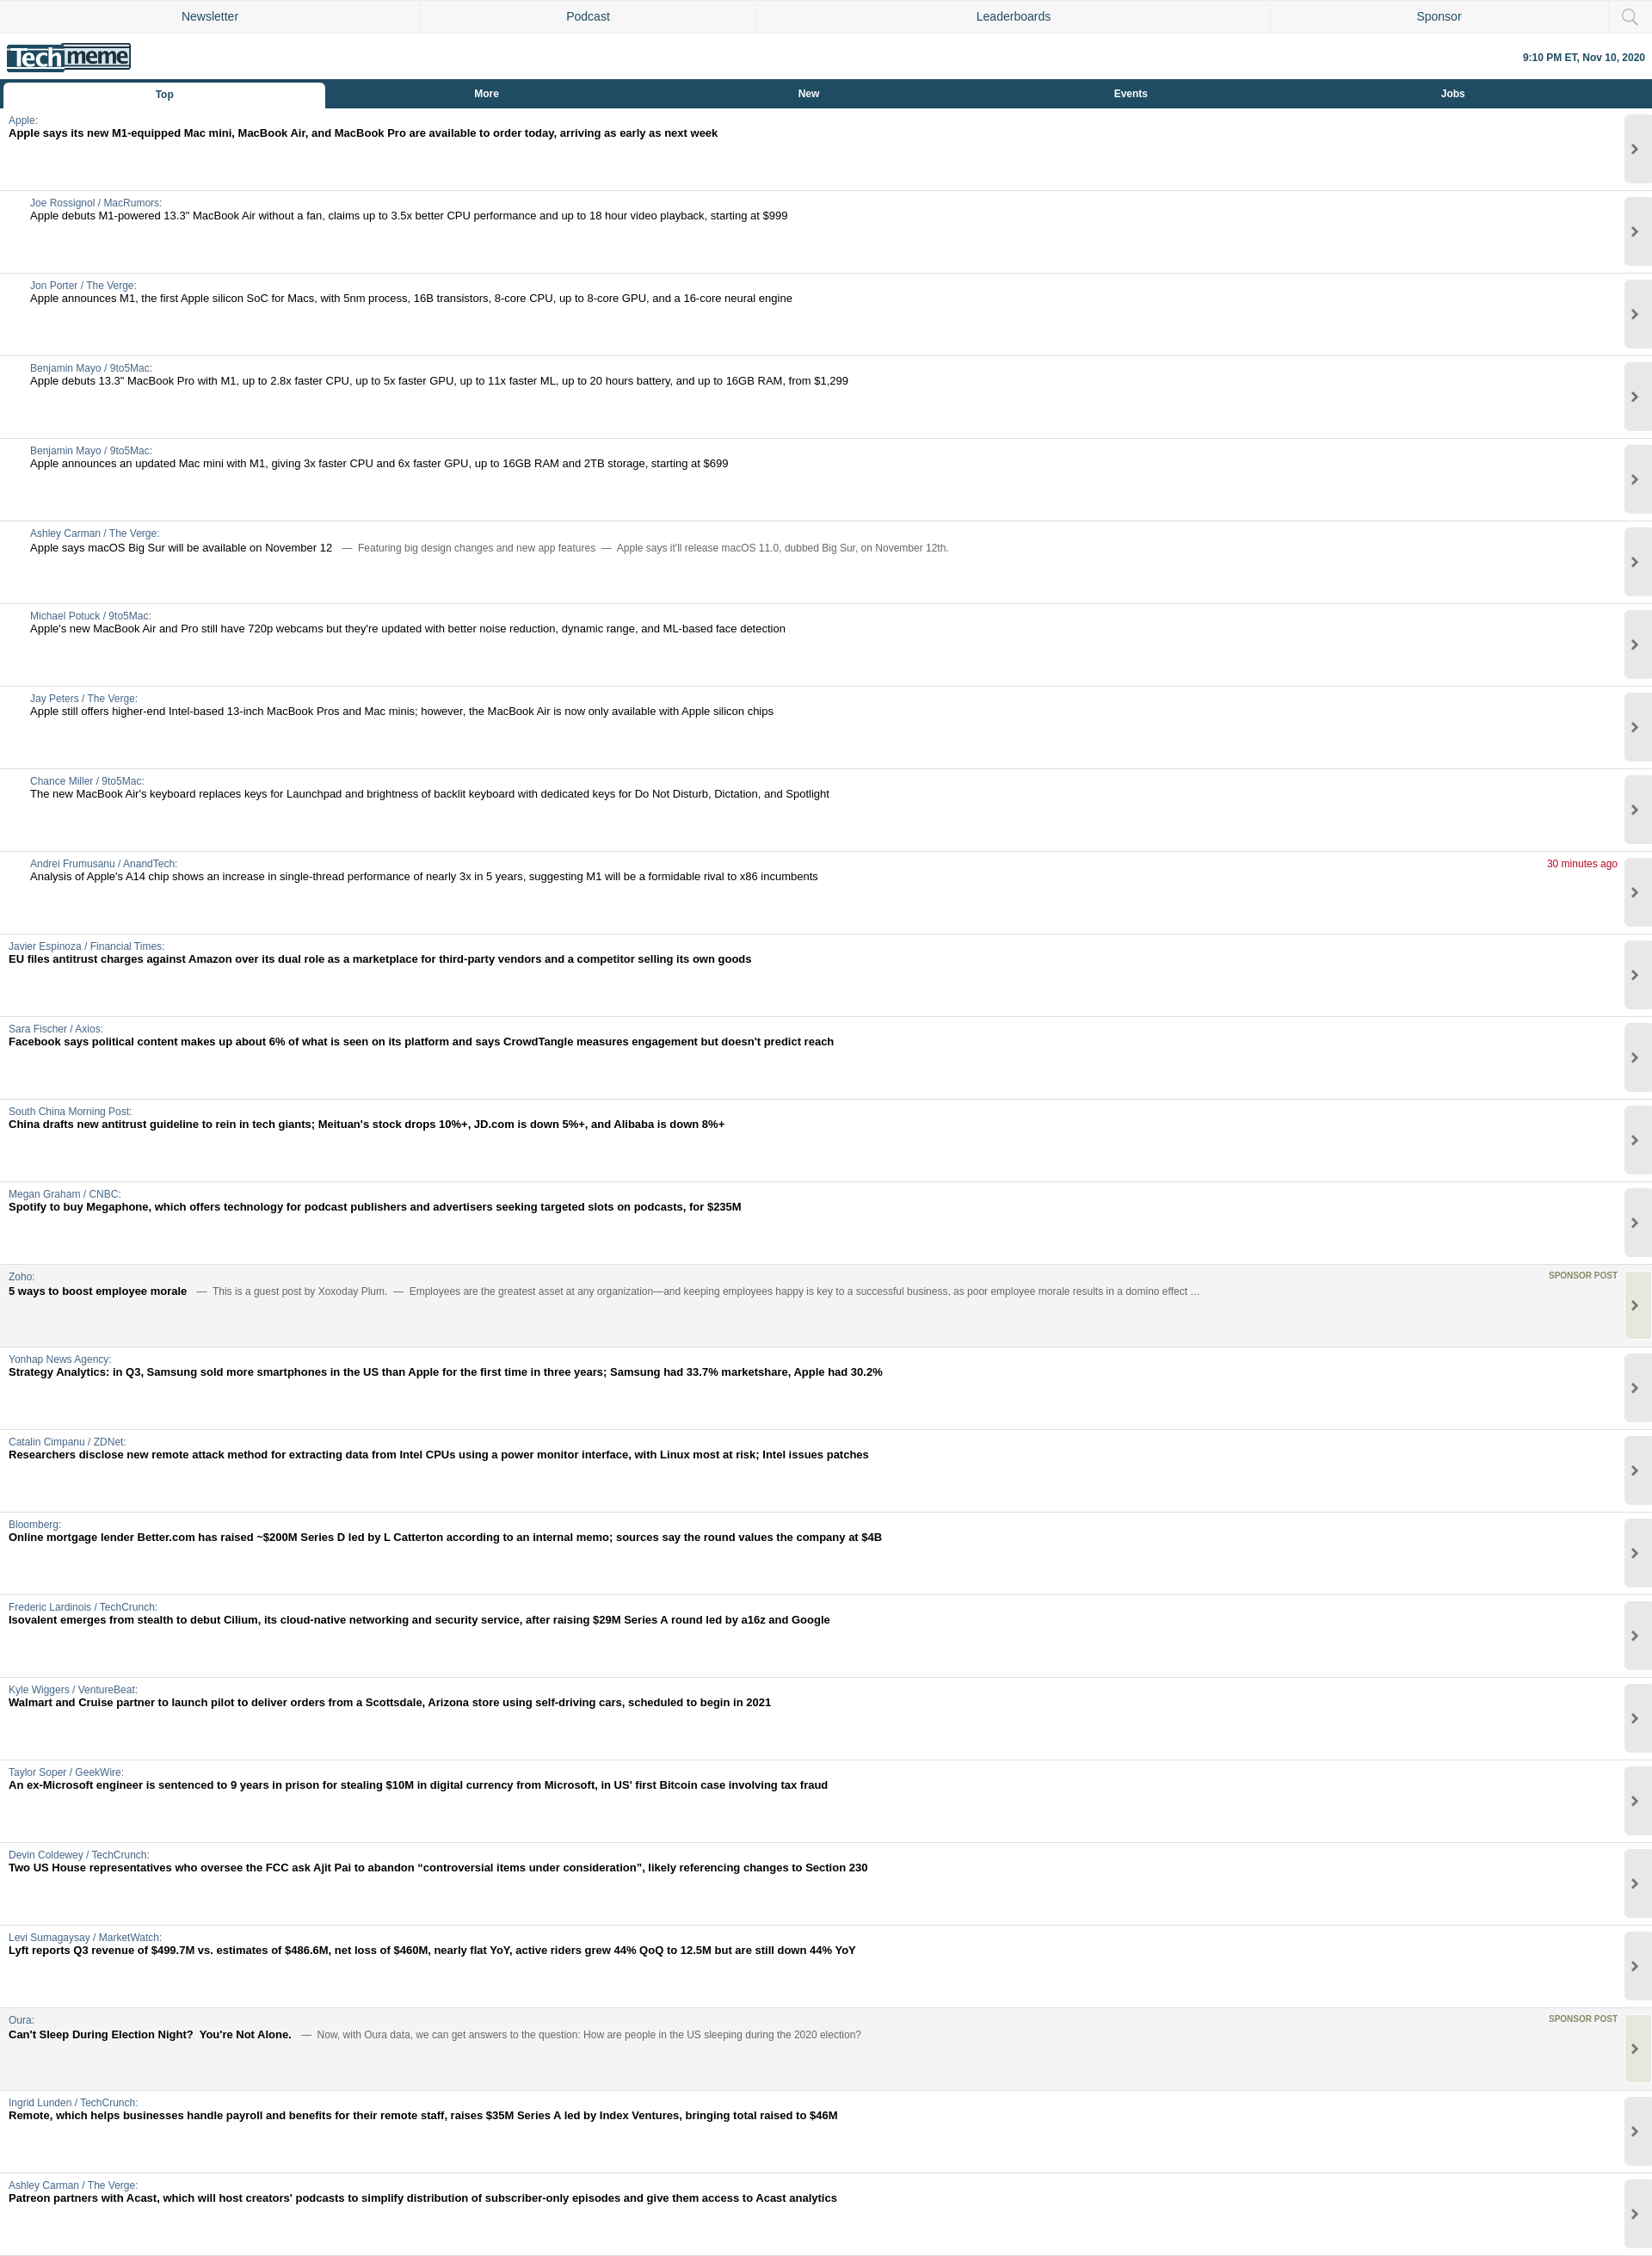 Newsletter
Podcast
Leaderboards
Sponsor
Techmeme
9:10 PM ET, Nov 10, 2020
Top
More
New
Events
Jobs
Apple:
Apple says its new M1-equipped Mac mini, MacBook Air, and MacBook Pro are available to order today, arriving as early as next week
Joe Rossignol / MacRumors:
Apple debuts M1-powered 13.3" MacBook Air without a fan, claims up to 3.5x better CPU performance and up to 18 hour video playback, starting at $999
Jon Porter / The Verge:
Apple announces M1, the first Apple silicon SoC for Macs, with 5nm process, 16B transistors, 8-core CPU, up to 8-core GPU, and a 16-core neural engine
Benjamin Mayo / 9to5Mac:
Apple debuts 13.3" MacBook Pro with M1, up to 2.8x faster CPU, up to 5x faster GPU, up to 11x faster ML, up to 20 hours battery, and up to 16GB RAM, from $1,299
Benjamin Mayo / 9to5Mac:
Apple announces an updated Mac mini with M1, giving 3x faster CPU and 6x faster GPU, up to 16GB RAM and 2TB storage, starting at $699
Ashley Carman / The Verge:
Apple says macOS Big Sur will be available on November 12 — Featuring big design changes and new app features — Apple says it'll release macOS 11.0, dubbed Big Sur, on November 12th.
Michael Potuck / 9to5Mac:
Apple's new MacBook Air and Pro still have 720p webcams but they're updated with better noise reduction, dynamic range, and ML-based face detection
Jay Peters / The Verge:
Apple still offers higher-end Intel-based 13-inch MacBook Pros and Mac minis; however, the MacBook Air is now only available with Apple silicon chips
Chance Miller / 9to5Mac:
The new MacBook Air's keyboard replaces keys for Launchpad and brightness of backlit keyboard with dedicated keys for Do Not Disturb, Dictation, and Spotlight
Andrei Frumusanu / AnandTech:
30 minutes ago
Analysis of Apple's A14 chip shows an increase in single-thread performance of nearly 3x in 5 years, suggesting M1 will be a formidable rival to x86 incumbents
Javier Espinoza / Financial Times:
EU files antitrust charges against Amazon over its dual role as a marketplace for third-party vendors and a competitor selling its own goods
Sara Fischer / Axios:
Facebook says political content makes up about 6% of what is seen on its platform and says CrowdTangle measures engagement but doesn't predict reach
South China Morning Post:
China drafts new antitrust guideline to rein in tech giants; Meituan's stock drops 10%+, JD.com is down 5%+, and Alibaba is down 8%+
Megan Graham / CNBC:
Spotify to buy Megaphone, which offers technology for podcast publishers and advertisers seeking targeted slots on podcasts, for $235M
Zoho:
SPONSOR POST
5 ways to boost employee morale — This is a guest post by Xoxoday Plum. — Employees are the greatest asset at any organization—and keeping employees happy is key to a successful business, as poor employee morale results in a domino effect …
Yonhap News Agency:
Strategy Analytics: in Q3, Samsung sold more smartphones in the US than Apple for the first time in three years; Samsung had 33.7% marketshare, Apple had 30.2%
Catalin Cimpanu / ZDNet:
Researchers disclose new remote attack method for extracting data from Intel CPUs using a power monitor interface, with Linux most at risk; Intel issues patches
Bloomberg:
Online mortgage lender Better.com has raised ~$200M Series D led by L Catterton according to an internal memo; sources say the round values the company at $4B
Frederic Lardinois / TechCrunch:
Isovalent emerges from stealth to debut Cilium, its cloud-native networking and security service, after raising $29M Series A round led by a16z and Google
Kyle Wiggers / VentureBeat:
Walmart and Cruise partner to launch pilot to deliver orders from a Scottsdale, Arizona store using self-driving cars, scheduled to begin in 2021
Taylor Soper / GeekWire:
An ex-Microsoft engineer is sentenced to 9 years in prison for stealing $10M in digital currency from Microsoft, in US' first Bitcoin case involving tax fraud
Devin Coldewey / TechCrunch:
Two US House representatives who oversee the FCC ask Ajit Pai to abandon “controversial items under consideration”, likely referencing changes to Section 230
Levi Sumagaysay / MarketWatch:
Lyft reports Q3 revenue of $499.7M vs. estimates of $486.6M, net loss of $460M, nearly flat YoY, active riders grew 44% QoQ to 12.5M but are still down 44% YoY
Oura:
SPONSOR POST
Can't Sleep During Election Night? You're Not Alone. — Now, with Oura data, we can get answers to the question: How are people in the US sleeping during the 2020 election?
Ingrid Lunden / TechCrunch:
Remote, which helps businesses handle payroll and benefits for their remote staff, raises $35M Series A led by Index Ventures, bringing total raised to $46M
Ashley Carman / The Verge:
Patreon partners with Acast, which will host creators' podcasts to simplify distribution of subscriber-only episodes and give them access to Acast analytics